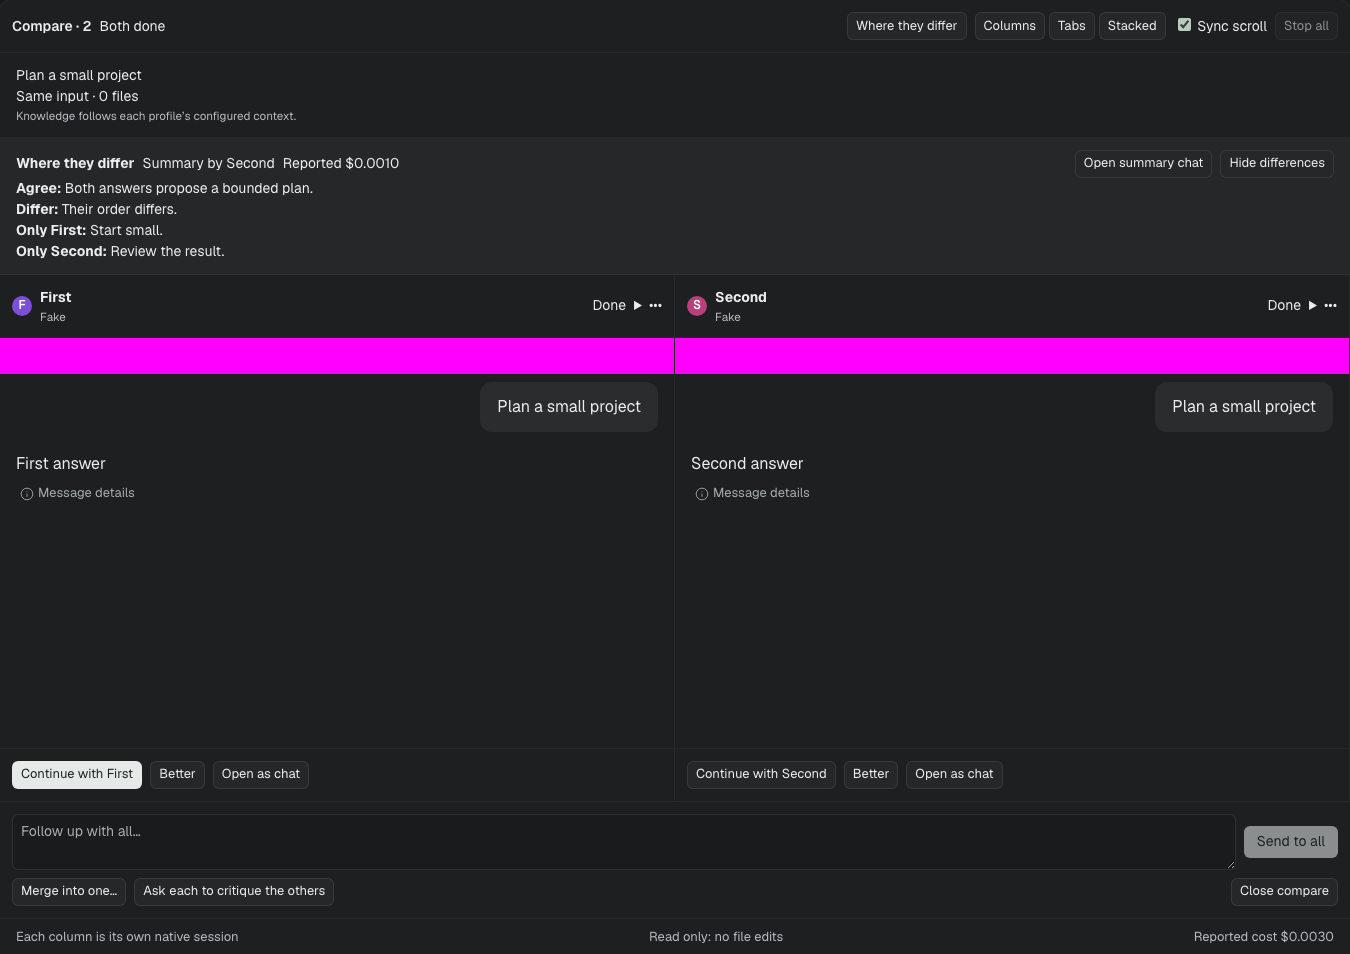 Compare · 2 Both done
Where they differ Columns Tabs Stacked Sync scroll Stop all
Plan a small project
Same input · 0 files
Knowledge follows each profile's configured context.
Where they differ Summary by Second Reported $0.0010
Open summary chat Hide differences
Agree: Both answers propose a bounded plan.
Differ: Their order differs.
Only First: Start small.
Only Second: Review the result.
F First
Fake
Done
S Second
Fake
Done
Plan a small project
First answer
Message details
Plan a small project
Second answer
Message details
Continue with First Better Open as chat
Continue with Second Better Open as chat
Follow up with all…
Send to all
Merge into one… Ask each to critique the others
Close compare
Each column is its own native session
Read only: no file edits
Reported cost $0.0030